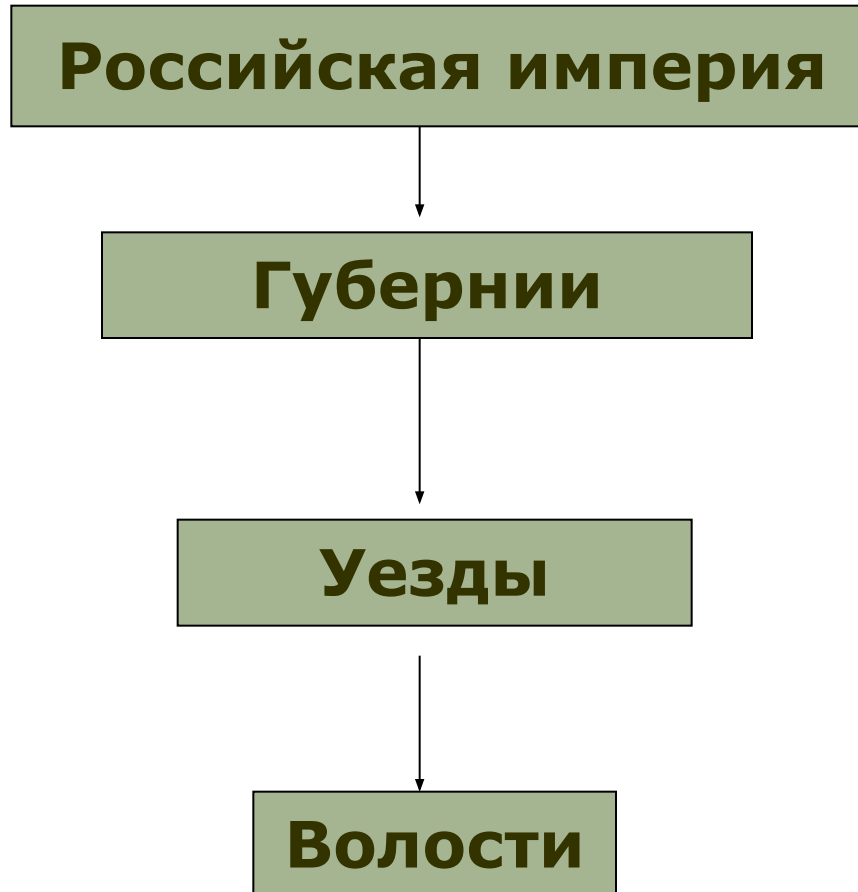 Российская империя
Губернии
Уезды
Волости